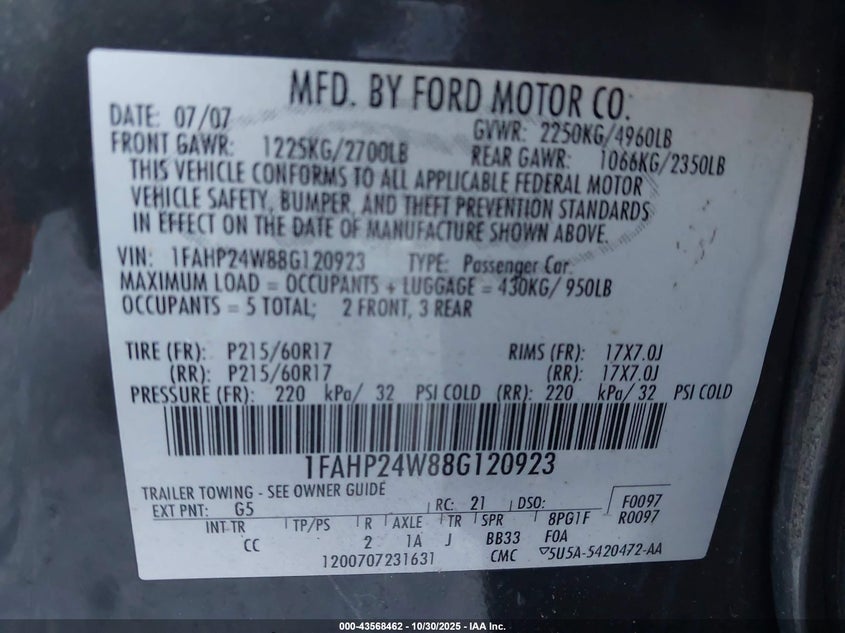 MFD. BY FORD MOTOR CO.
DATE: 07/07 GVWR: 2250KG/4960LB
FRONT GAWR: 1225KG/2700LB REAR GAWR: 1066KG/2350LB
THIS VEHICLE CONFORMS TO ALL APPLICABLE FEDERAL MOTOR
VEHICLE SAFETY, BUMPER, AND THEFT PREVENTION STANDARDS
IN EFFECT ON THE DATE OF MANUFACTURE SHOWN ABOVE.
VIN: 1FAHP24W88G120923 TYPE: Passenger Car
MAXIMUM LOAD = OCCUPANTS + LUGGAGE = 430KG/ 950LB
OCCUPANTS = 5 TOTAL; 2 FRONT, 3 REAR
TIRE (FR): P215/60R17 RIMS (FR): 17X7.0J
(RR): P215/60R17 (RR): 17X7.0J
PRESSURE (FR): 220 kPa/ 32 PSI COLD (RR): 220 kPa/ 32 PSI COLD
1FAHP24W88G120923
TRAILER TOWING - SEE OWNER GUIDE
EXT PNT: G5 RC: 21 DSO: F0097
INT TR TP/PS R AXLE TR SPR 8PG1F R0097
CC 2 1A J BB33 F0A
1200707231631 CMC ▽5U5A-5420472-AA
000-43568462 - 10/30/2025 - © IAA Inc.